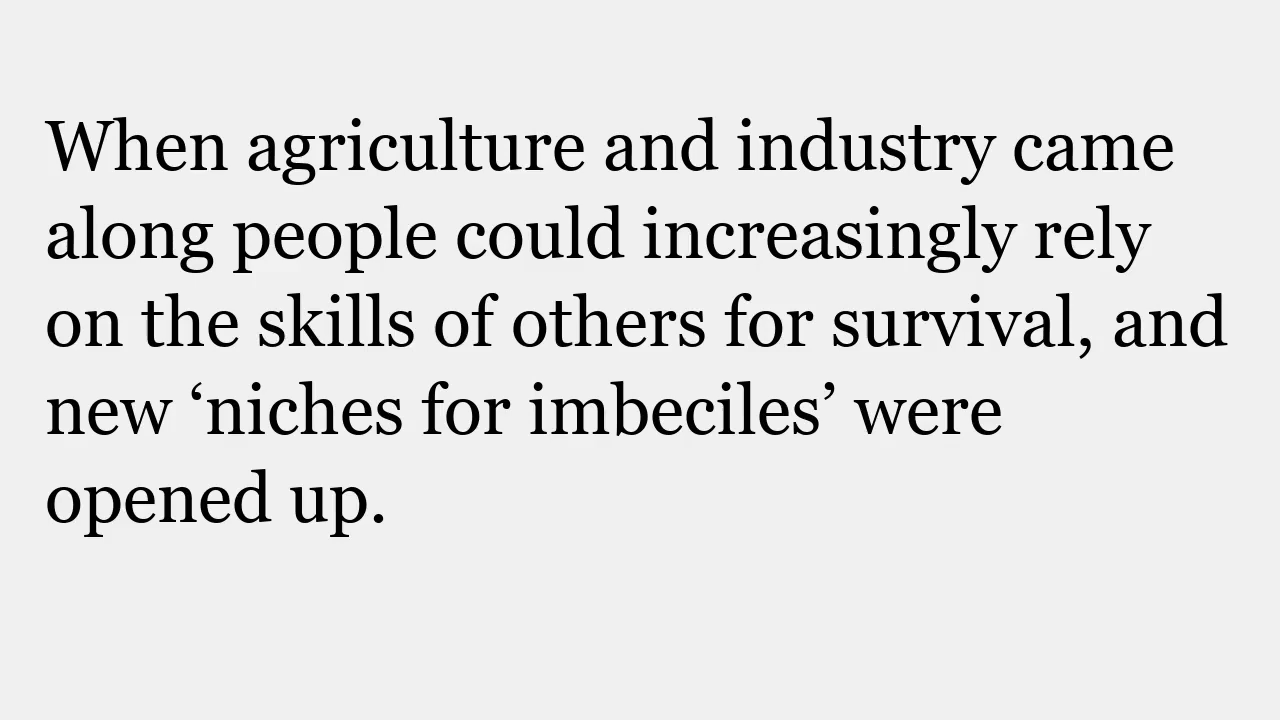 When agriculture and industry came
along people could increasingly rely
on the skills of others for survival, and
new ‘niches for imbeciles’ were
opened up.